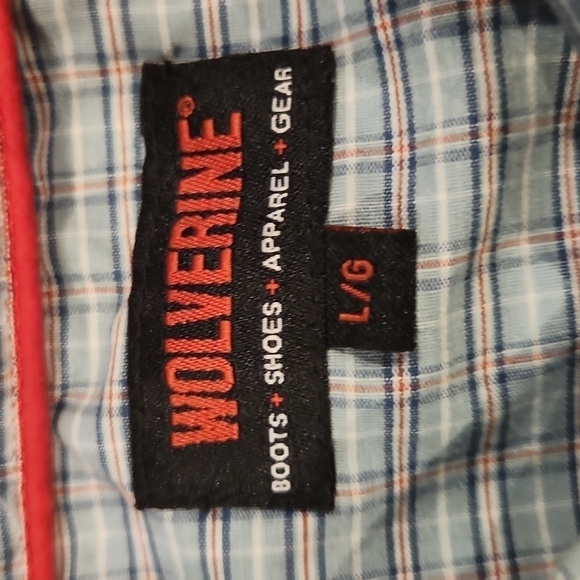 WOLVERINE®
BOOTS + SHOES + APPAREL + GEAR
L/G